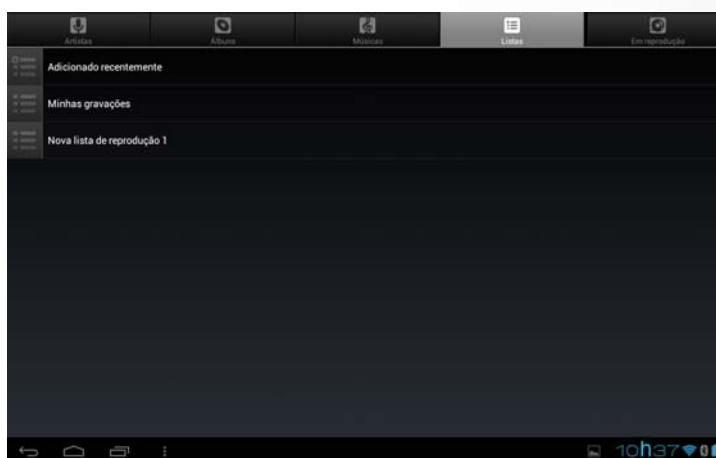 Artistas
Álbuns
Músicas
Listas
Em reprodução
Adicionado recentemente
Minhas gravações
Nova lista de reprodução 1
10h37